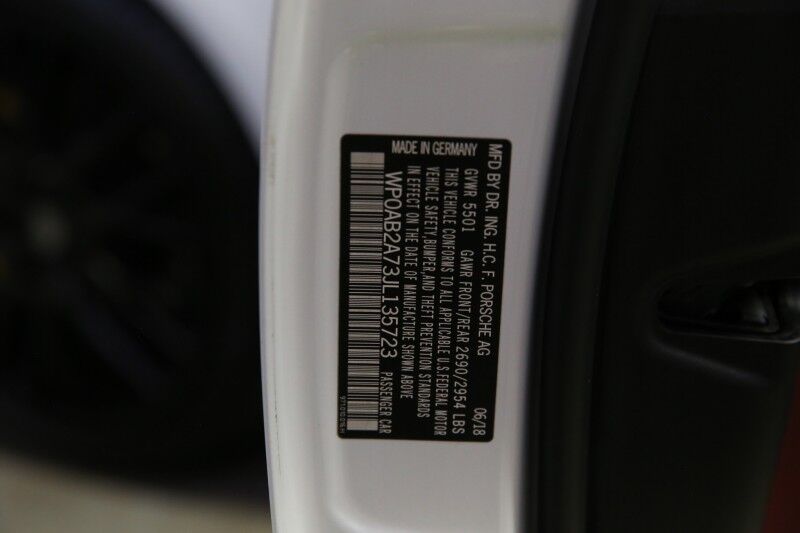 MFD BY DR. ING. H.C. F. PORSCHE AG 06/18
GVWR 5501 GAWR FRONT/REAR 2690/2954 LBS
THIS VEHICLE CONFORMS TO ALL APPLICABLE U.S.FEDERAL MOTOR
VEHICLE SAFETY,BUMPER,AND THEFT PREVENTION STANDARDS
IN EFFECT ON THE DATE OF MANUFACTURE SHOWN ABOVE
WP0AB2A73JL135723 PASSENGER CAR
MADE IN GERMANY